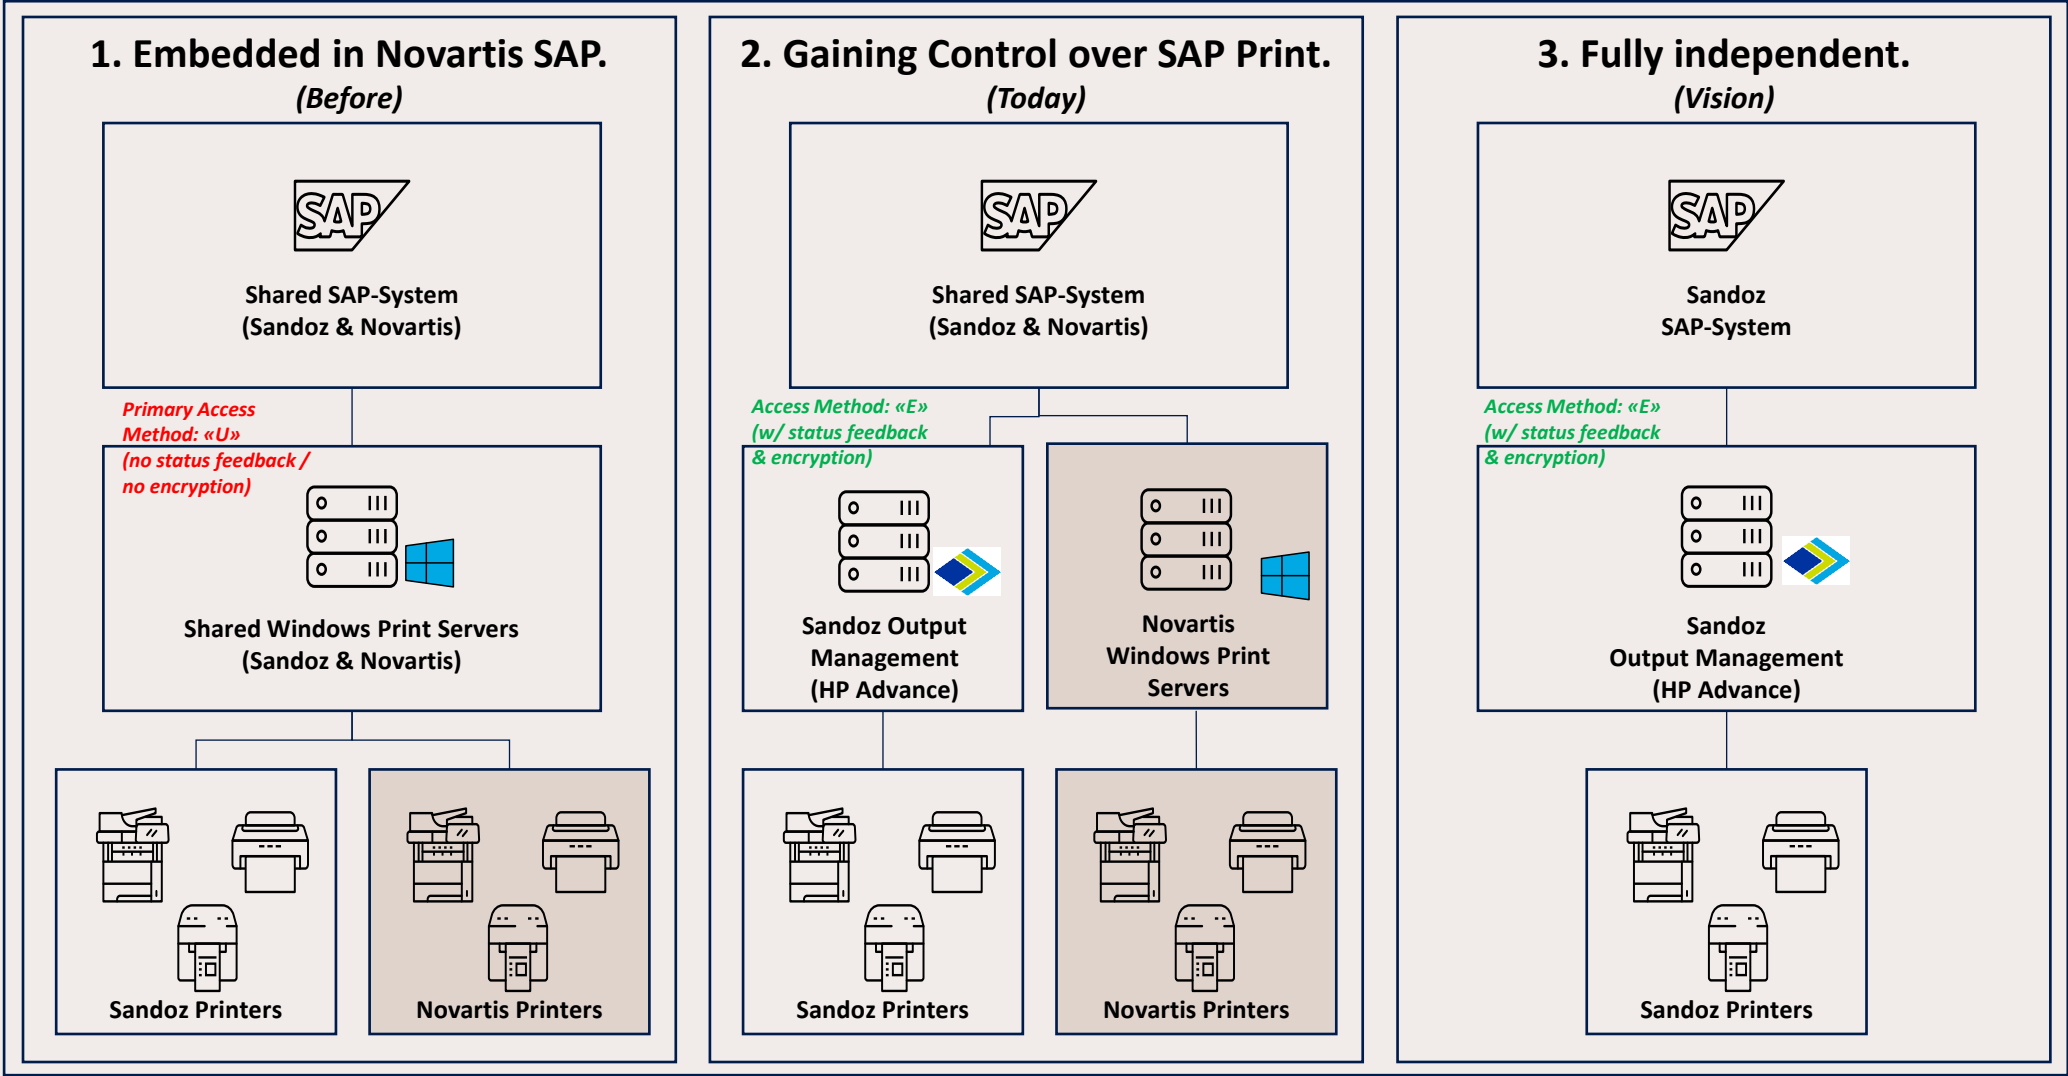 1. Embedded in Novartis SAP.
(Before)
SAP
Shared SAP-System
(Sandoz & Novartis)
Primary Access
Method: «U»
(no status feedback /
no encryption)
Shared Windows Print Servers
(Sandoz & Novartis)
Sandoz Printers
Novartis Printers
2. Gaining Control over SAP Print.
(Today)
SAP
Shared SAP-System
(Sandoz & Novartis)
Access Method: «E»
(w/ status feedback
& encryption)
Sandoz Output
Management
(HP Advance)
Novartis
Windows Print
Servers
Sandoz Printers
Novartis Printers
3. Fully independent.
(Vision)
SAP
Sandoz
SAP-System
Access Method: «E»
(w/ status feedback
& encryption)
Sandoz
Output Management
(HP Advance)
Sandoz Printers